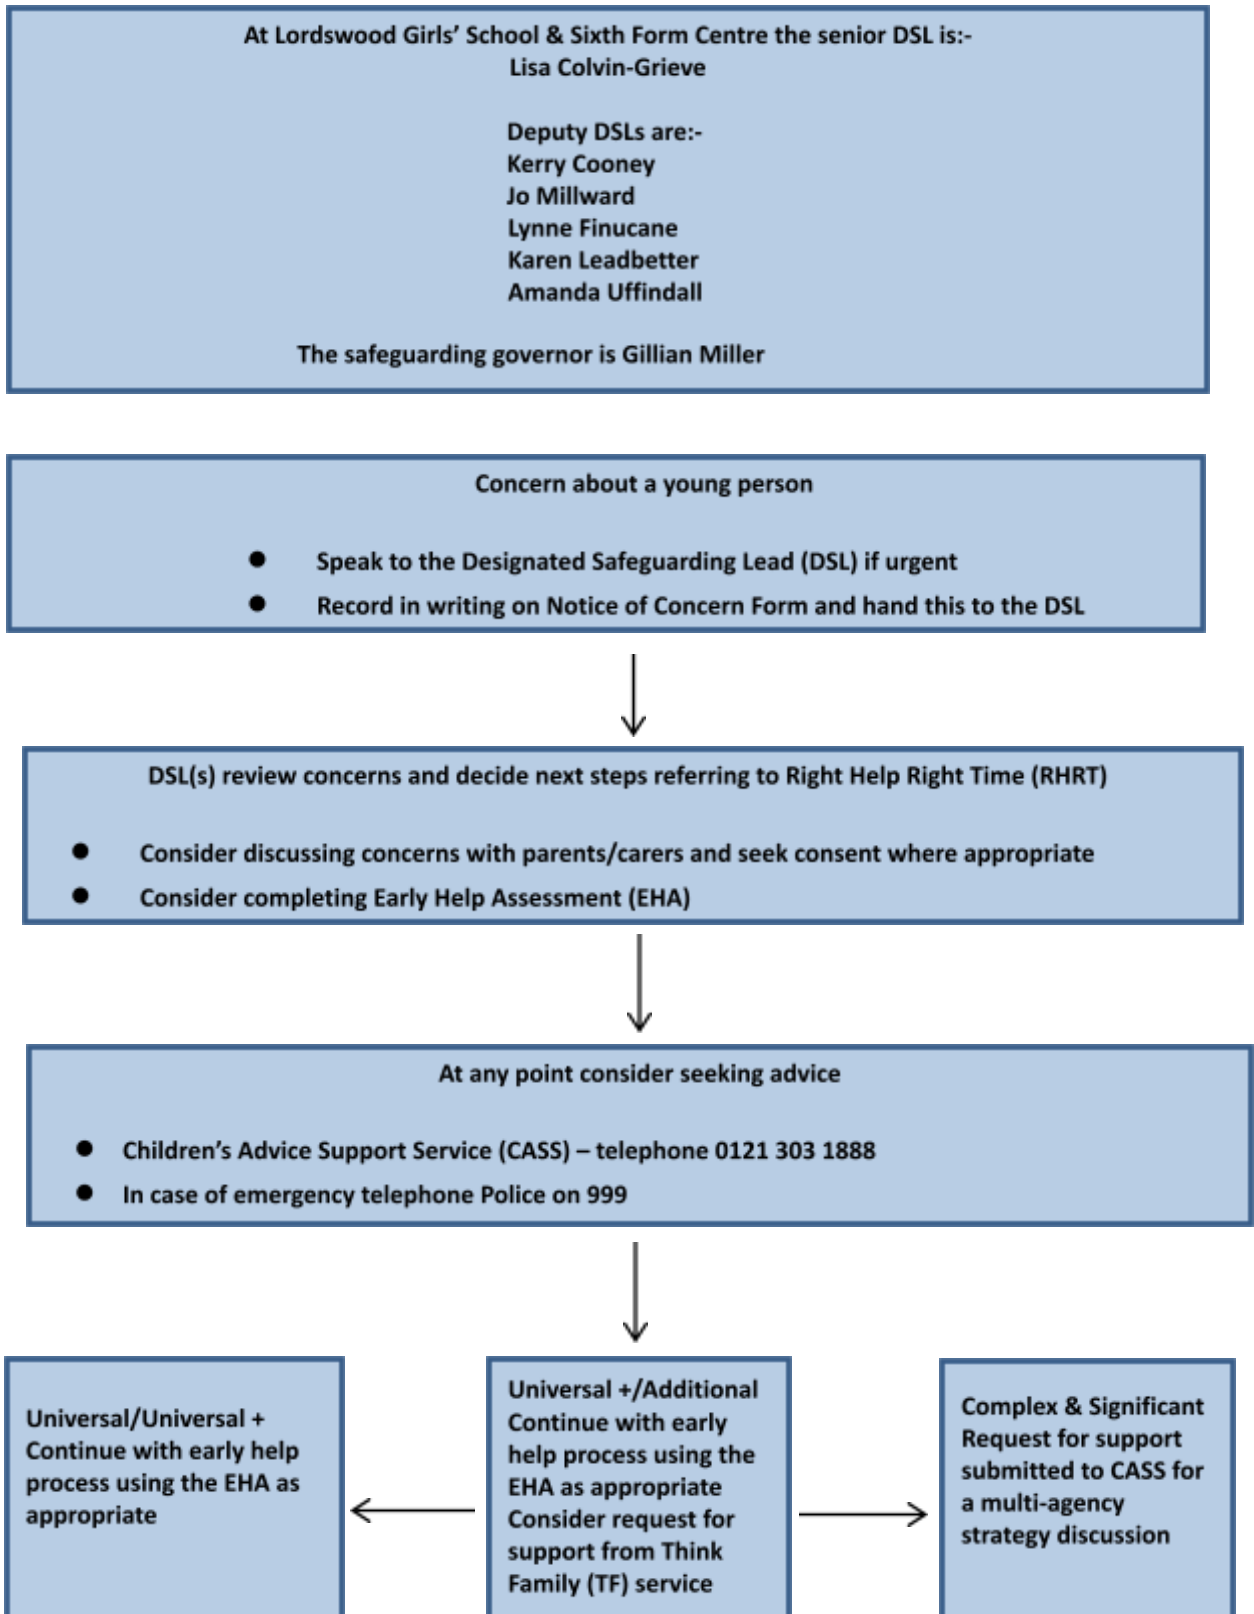 At Lordswood Girls’ School & Sixth Form Centre the senior DSL is:-
Lisa Colvin-Grieve
Deputy DSLs are:-
Kerry Cooney
Jo Millward
Lynne Finucane
Karen Leadbetter
Amanda Uffindall
The safeguarding governor is Gillian Miller
Concern about a young person
● Speak to the Designated Safeguarding Lead (DSL) if urgent
● Record in writing on Notice of Concern Form and hand this to the DSL
DSL(s) review concerns and decide next steps referring to Right Help Right Time (RHRT)
● Consider discussing concerns with parents/carers and seek consent where appropriate
● Consider completing Early Help Assessment (EHA)
At any point consider seeking advice
● Children’s Advice Support Service (CASS) – telephone 0121 303 1888
● In case of emergency telephone Police on 999
Universal/Universal +
Continue with early help
process using the EHA as
appropriate
Universal +/Additional
Continue with early
help process using the
EHA as appropriate
Consider request for
support from Think
Family (TF) service
Complex & Significant
Request for support
submitted to CASS for
a multi-agency
strategy discussion